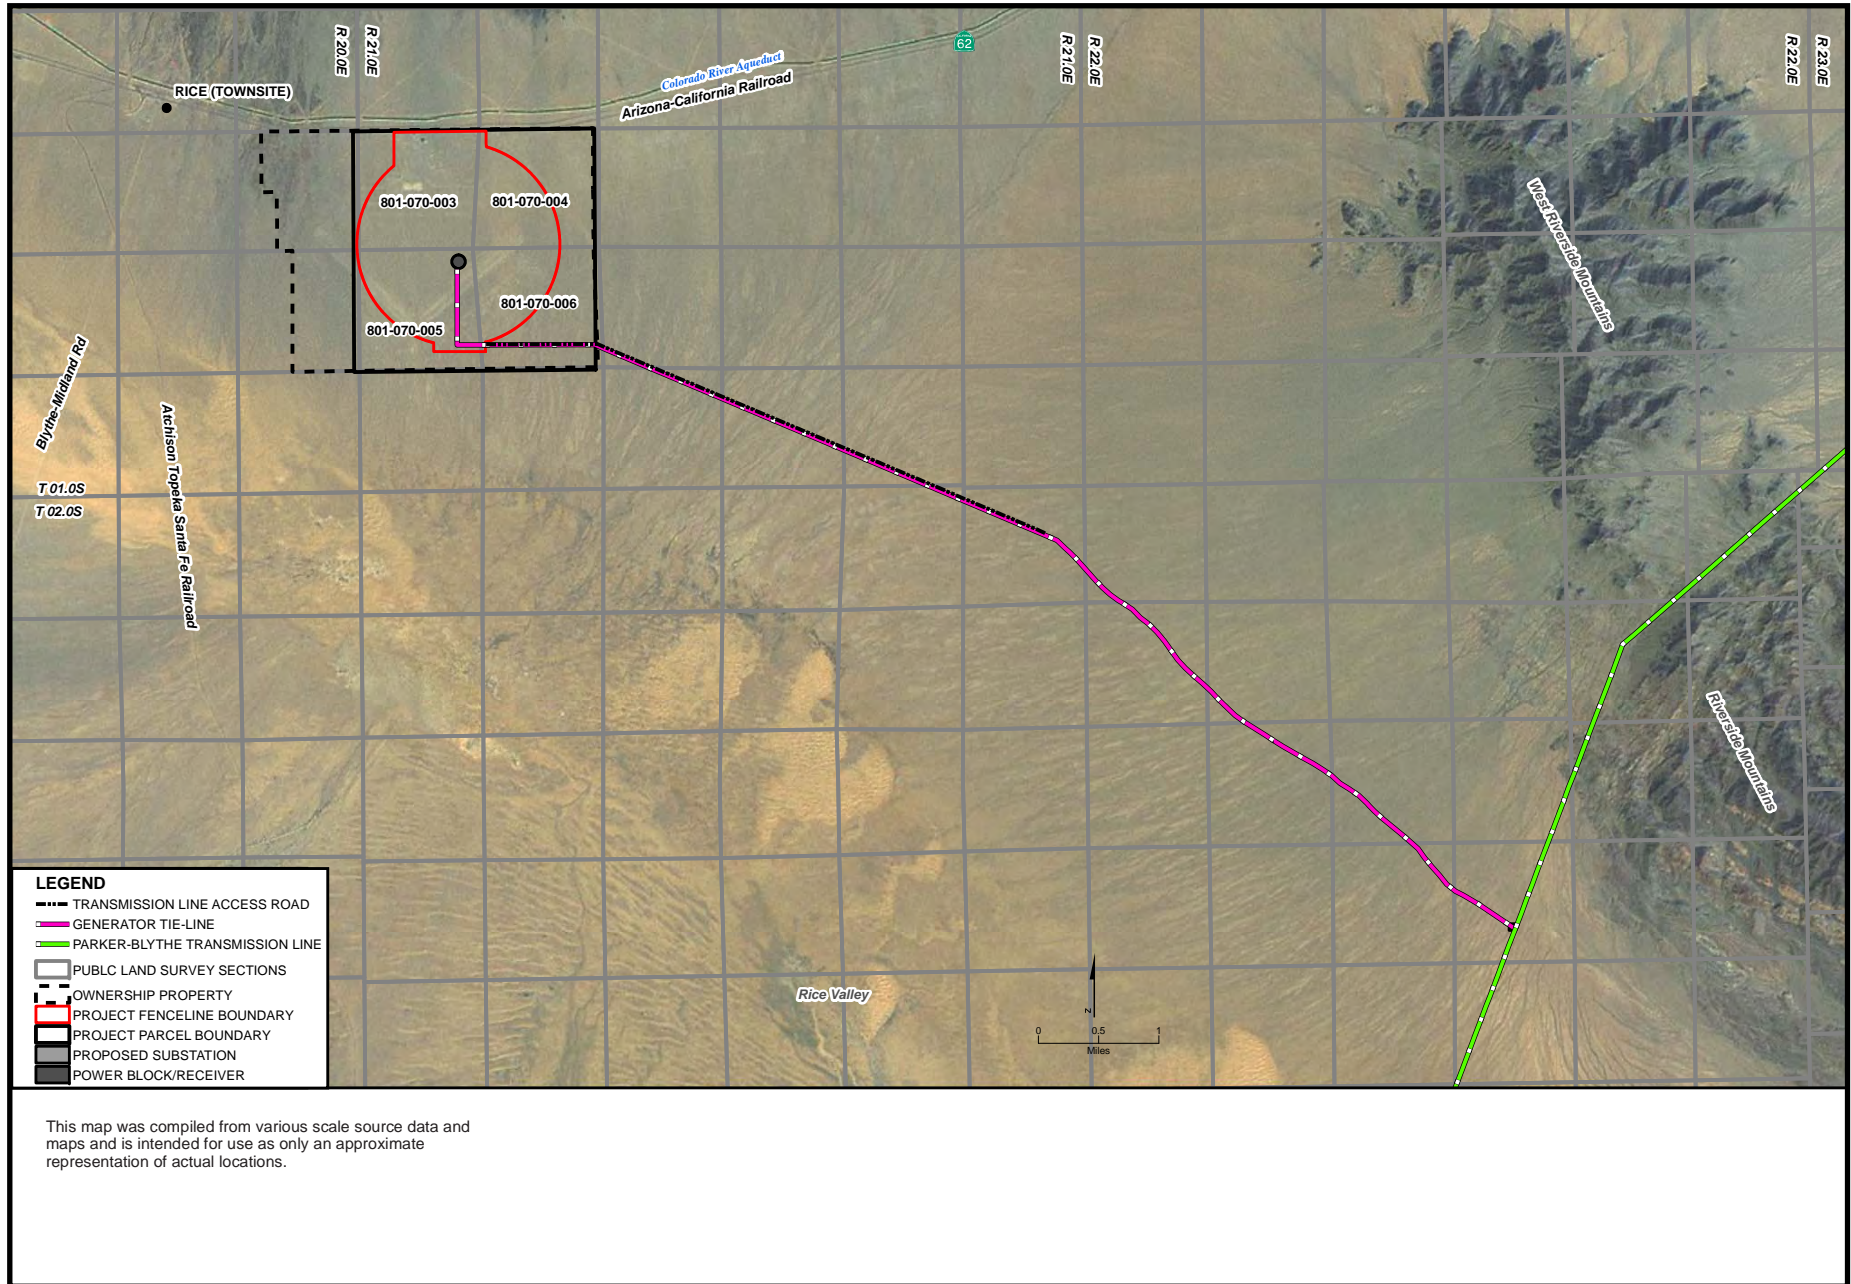 R 20.0E
R 21.0E
62
R 21.0E
R 22.0E
R 22.0E
R 23.0E
Colorado River Aqueduct
Arizona-California Railroad
RICE (TOWNSITE)
801-070-003
801-070-004
801-070-006
801-070-005
West Riverside Mountains
Blythe-Midland Rd
Atchison Topeka Santa Fe Railroad
T 01.0S
T 02.0S
Riverside Mountains
Rice Valley
z
0 0.5 1
Miles
LEGEND
TRANSMISSION LINE ACCESS ROAD
GENERATOR TIE-LINE
PARKER-BLYTHE TRANSMISSION LINE
PUBLC LAND SURVEY SECTIONS
OWNERSHIP PROPERTY
PROJECT FENCELINE BOUNDARY
PROJECT PARCEL BOUNDARY
PROPOSED SUBSTATION
POWER BLOCK/RECEIVER
This map was compiled from various scale source data and
maps and is intended for use as only an approximate
representation of actual locations.